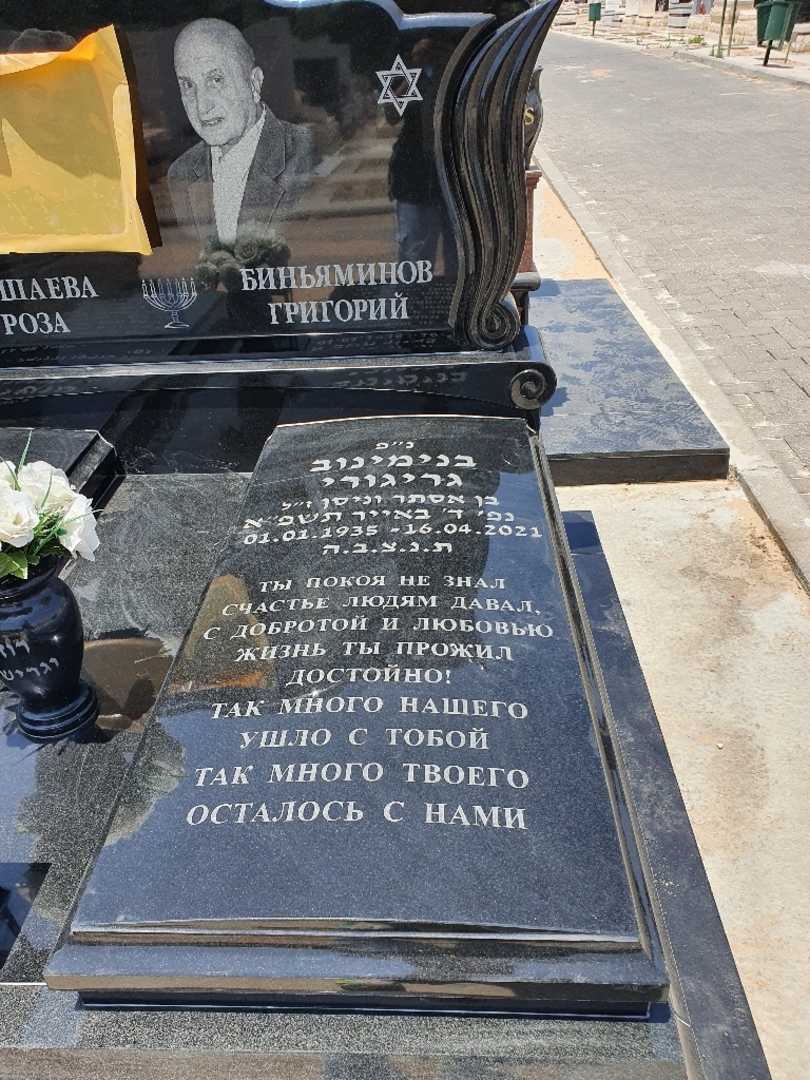 ШАЕВА
РОЗА
БИНЬЯМИНОВ
ГРИГОРИЙ
נ״פ
בנימינוב
גריגורי
בן אסתר וניסן ז״ל
נפ׳ ד׳ באייר תשפ״א
01.01.1935 - 16.04.2021
ת.נ.צ.ב.ה
ТЫ ПОКОЯ НЕ ЗНАЛ
СЧАСТЬЕ ЛЮДЯМ ДАВАЛ,
С ДОБРОТОЙ И ЛЮБОВЬЮ
ЖИЗНЬ ТЫ ПРОЖИЛ
ДОСТОЙНО!
ТАК МНОГО НАШЕГО
УШЛО С ТОБОЙ
ТАК МНОГО ТВОЕГО
ОСТАЛОСЬ С НАМИ